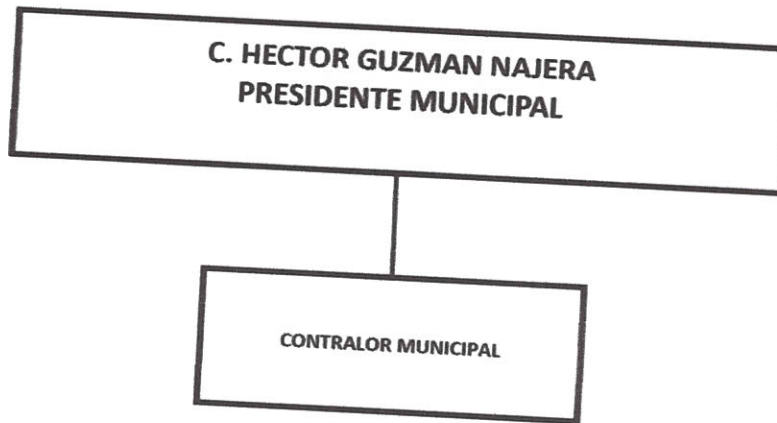 C. HECTOR GUZMAN NAJERA
PRESIDENTE MUNICIPAL
CONTRALOR MUNICIPAL